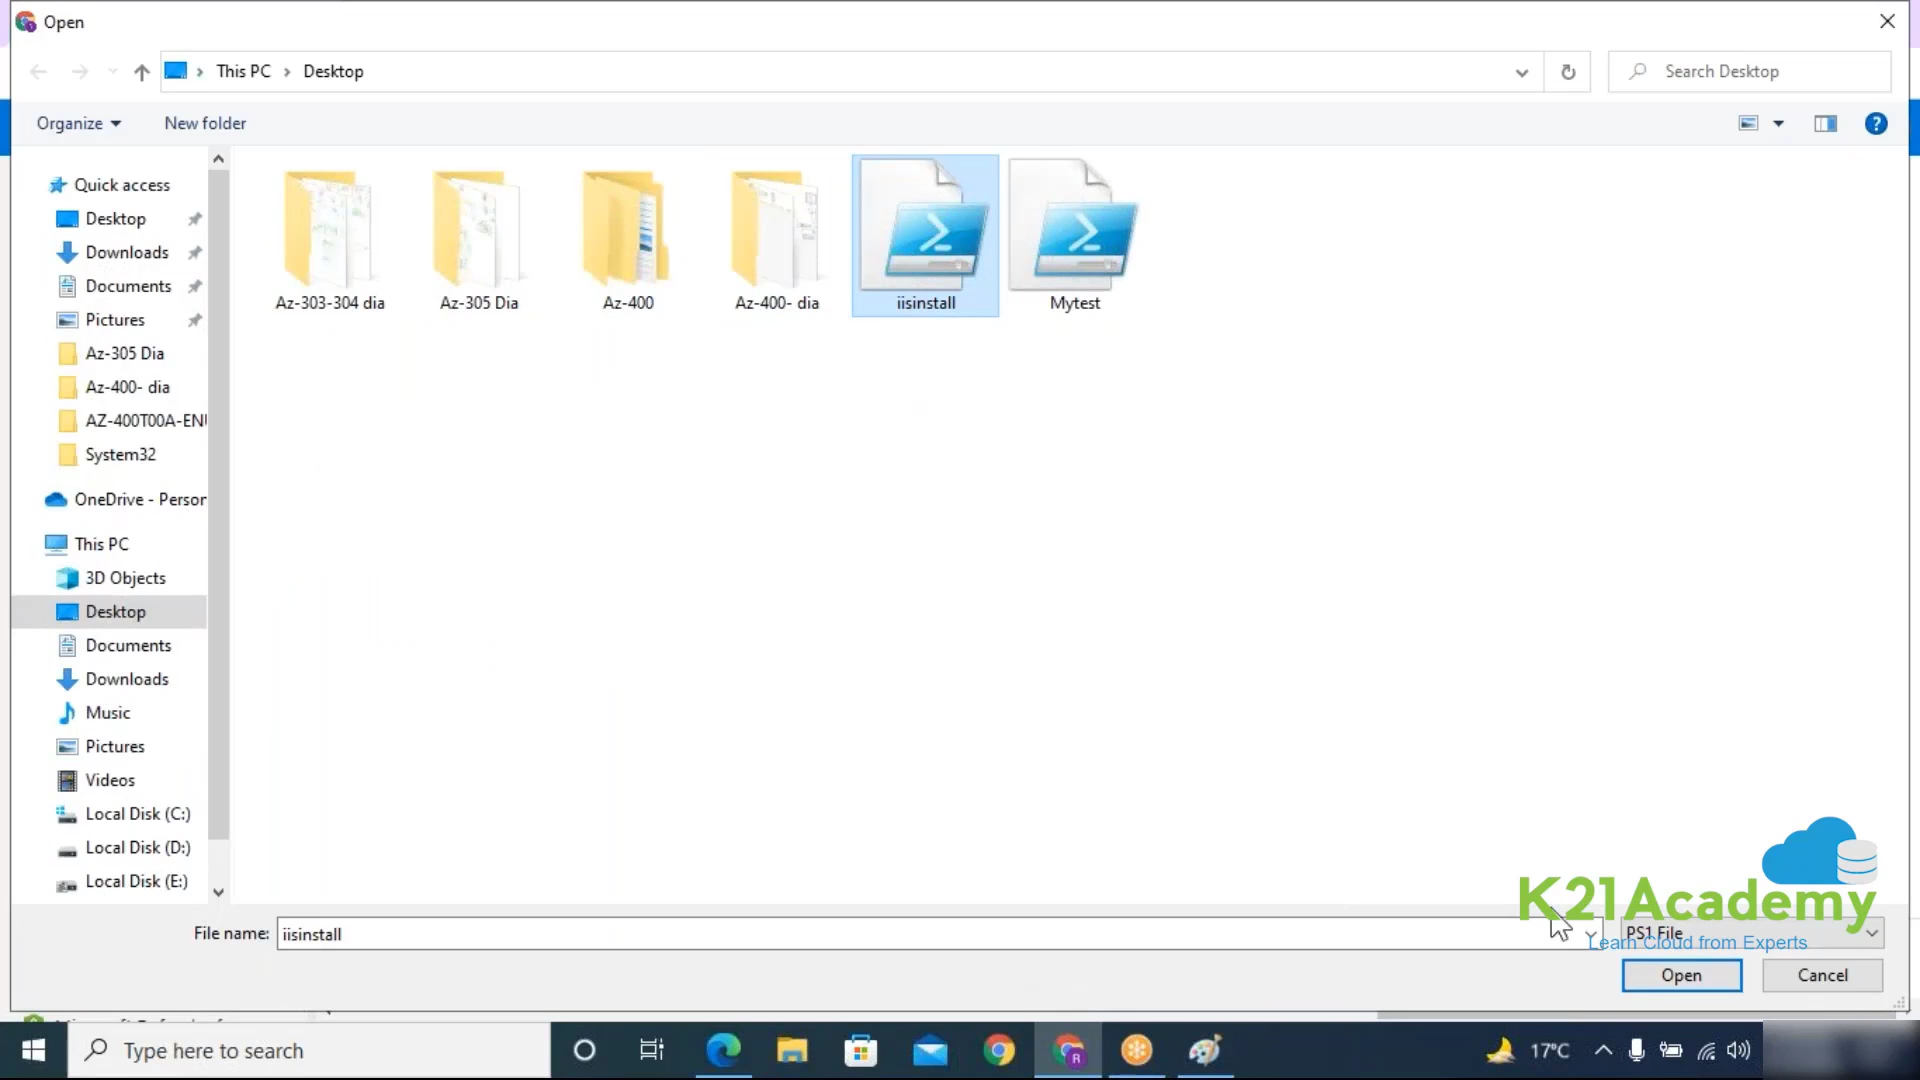 Open
This PC > Desktop
Search Desktop
Organize
New folder
Quick access
Desktop
Downloads
Documents
Pictures
Az-305 Dia
Az-400- dia
AZ-400T00A-ENU
System32
OneDrive - Person
This PC
3D Objects
Desktop
Documents
Downloads
Music
Pictures
Videos
Local Disk (C:)
Local Disk (D:)
Local Disk (E:)
Az-303-304 dia
Az-305 Dia
Az-400
Az-400- dia
iisinstall
Mytest
K21Academy
Learn Cloud from Experts
File name: iisinstall
PS1 File
Open
Cancel
Type here to search
R
17°C